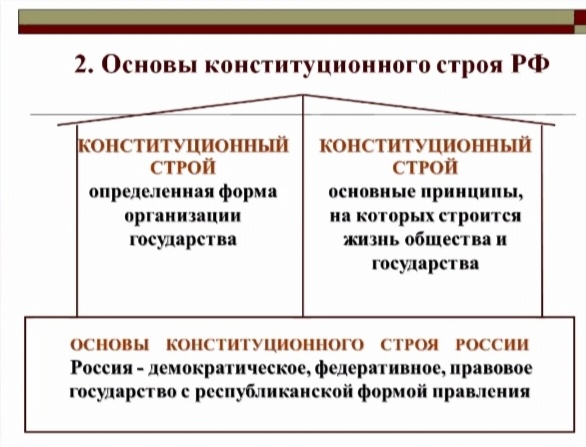 2. Основы конституционного строя РФ
КОНСТИТУЦИОННЫЙ
СТРОЙ
определенная форма
организации
государства
КОНСТИТУЦИОННЫЙ
СТРОЙ
основные принципы,
на которых строится
жизнь общества и
государства
ОСНОВЫ КОНСТИТУЦИОННОГО СТРОЯ РОССИИ
Россия - демократическое, федеративное, правовое
государство с республиканской формой правления